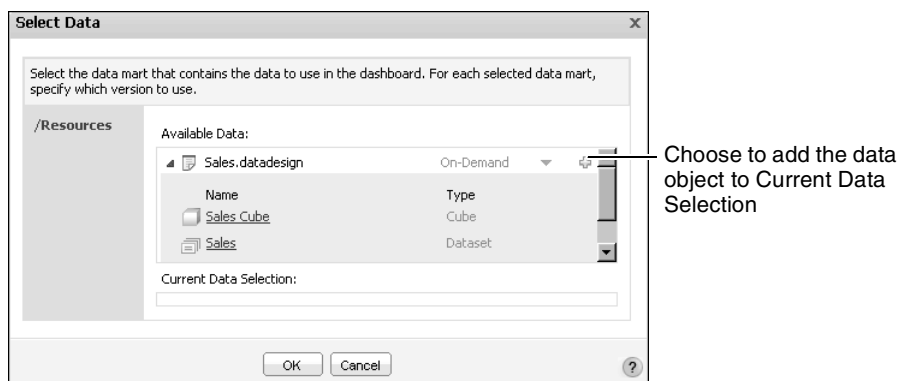 Select Data
x
Select the data mart that contains the data to use in the dashboard. For each selected data mart,
specify which version to use.
/Resources
Available Data:
Sales.datadesign On-Demand
Name Type
Sales Cube Cube
Sales Dataset
Current Data Selection:
OK Cancel
?
Choose to add the data
object to Current Data
Selection